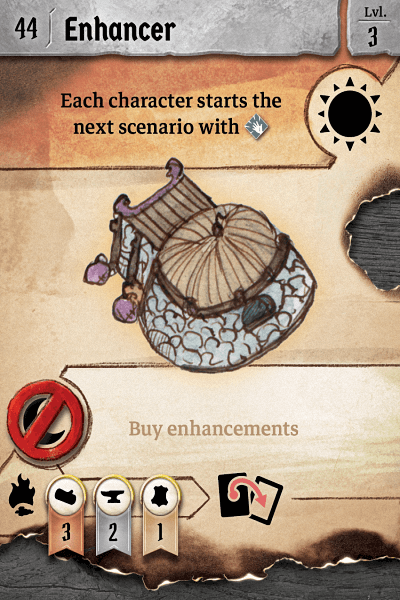 44 Enhancer
Lvl.
3
Each character starts the
next scenario with
Buy enhancements
3 2 1